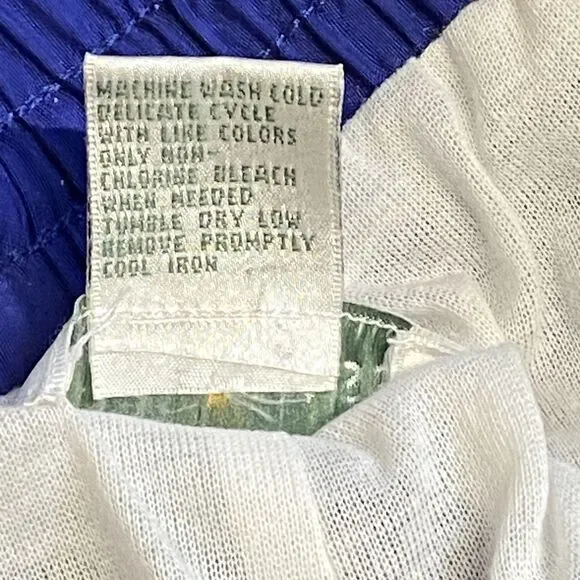 MACHINE WASH COLD
DELICATE CYCLE
WITH LIKE COLORS
ONLY NON-
CHLORINE BLEACH
WHEN NEEDED
TUMBLE DRY LOW
REMOVE PROMPTLY
COOL IRON